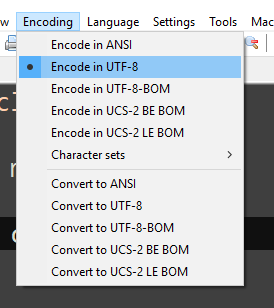 w Encoding Language Settings Tools Mac
Encode in ANSI
Encode in UTF-8
Encode in UTF-8-BOM
Encode in UCS-2 BE BOM
Encode in UCS-2 LE BOM
Character sets
Convert to ANSI
Convert to UTF-8
Convert to UTF-8-BOM
Convert to UCS-2 BE BOM
Convert to UCS-2 LE BOM